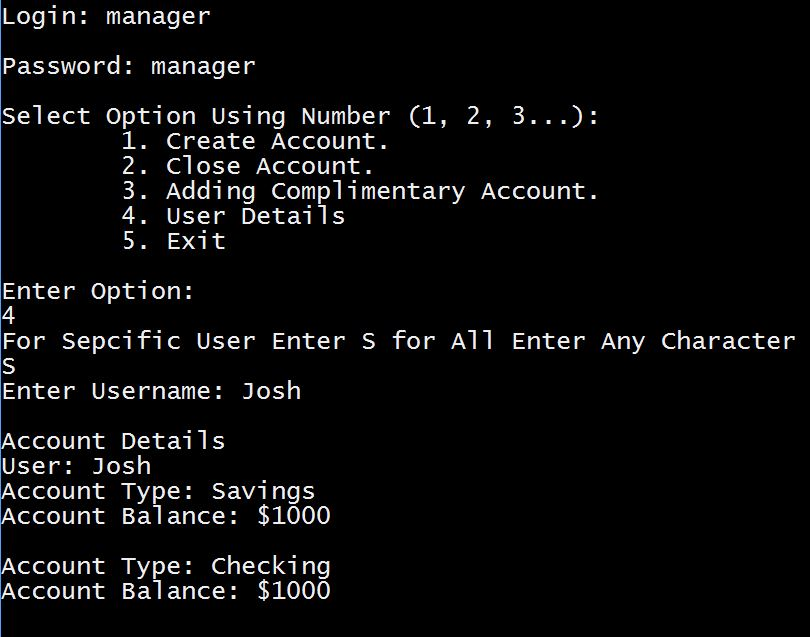 Login: manager
Password: manager
Select Option Using Number (1, 2, 3...):
1. Create Account.
2. Close Account.
3. Adding Complimentary Account.
4. User Details
5. Exit
Enter Option:
4
For Sepcific User Enter S for All Enter Any Character
S
Enter Username: Josh
Account Details
User: Josh
Account Type: Savings
Account Balance: $1000
Account Type: Checking
Account Balance: $1000